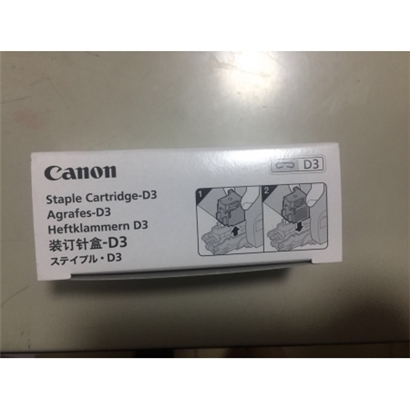 Canon
D3
Staple Cartridge-D3
Agrafes-D3
Heftklammern D3
装订针盒-D3
ステイプル・D3
1
2